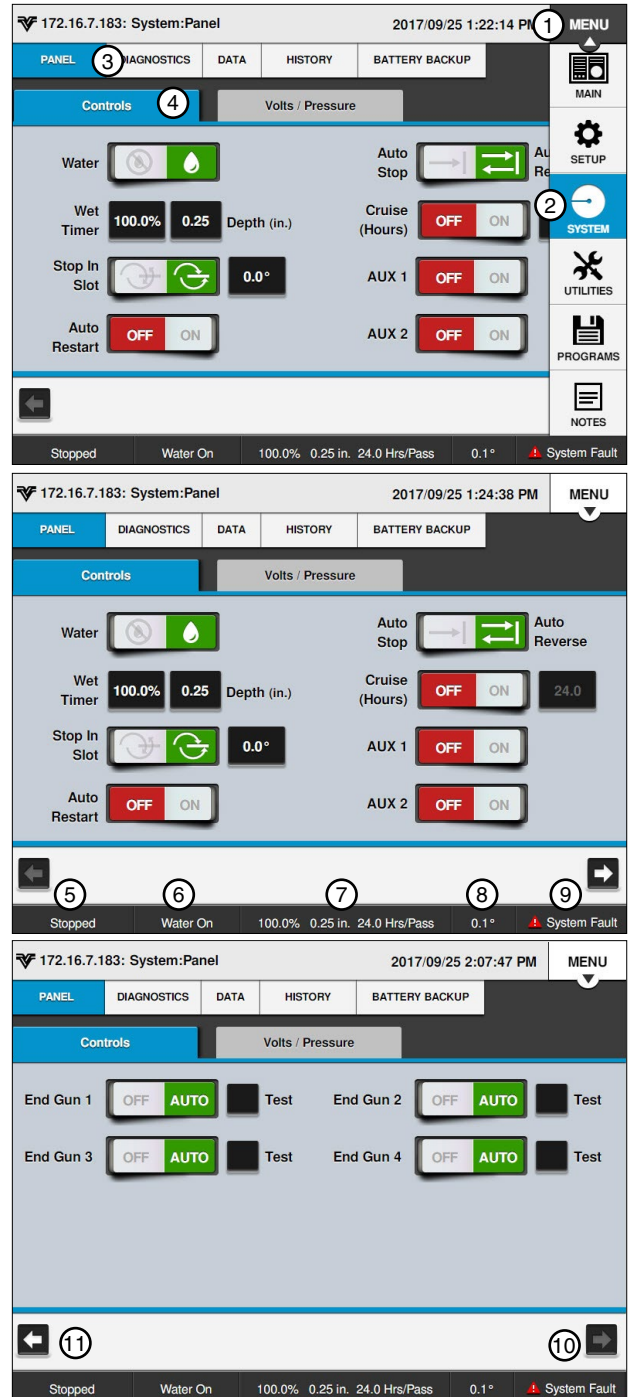 172.16.7.183: System:Panel 2017/09/25 1:22:14 PM 1 MENU
PANEL 3 DIAGNOSTICS DATA HISTORY BATTERY BACKUP
MAIN
Controls 4 Volts / Pressure
SETUP
Water Auto Stop
Wet Timer 100.0% 0.25 Depth (in.) Cruise (Hours) OFF ON 2
SYSTEM
Stop In Slot 0.0° AUX 1 OFF ON
UTILITIES
Auto Restart OFF ON AUX 2 OFF ON
PROGRAMS
NOTES
Stopped Water On 100.0% 0.25 in. 24.0 Hrs/Pass 0.1° System Fault
172.16.7.183: System:Panel 2017/09/25 1:24:38 PM MENU
PANEL DIAGNOSTICS DATA HISTORY BATTERY BACKUP
Controls Volts / Pressure
Water Auto Stop Auto Reverse
Wet Timer 100.0% 0.25 Depth (in.) Cruise (Hours) OFF ON 24.0
Stop In Slot 0.0° AUX 1 OFF ON
Auto Restart OFF ON AUX 2 OFF ON
5 6 7 8 9
Stopped Water On 100.0% 0.25 in. 24.0 Hrs/Pass 0.1° System Fault
172.16.7.183: System:Panel 2017/09/25 2:07:47 PM MENU
PANEL DIAGNOSTICS DATA HISTORY BATTERY BACKUP
Controls Volts / Pressure
End Gun 1 OFF AUTO Test End Gun 2 OFF AUTO Test
End Gun 3 OFF AUTO Test End Gun 4 OFF AUTO Test
11 10
Stopped Water On 100.0% 0.25 in. 24.0 Hrs/Pass 0.1° System Fault